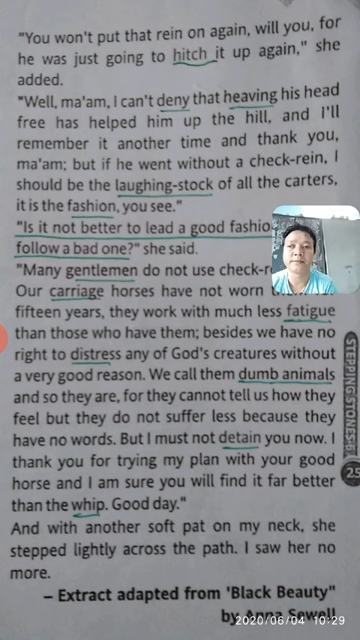 "You won't put that rein on again, will you, for
he was just going to hitch it up again," she
added.
"Well, ma'am, I can't deny that heaving his head
free has helped him up the hill, and I'll
remember it another time and thank you,
ma'am; but if he went without a check-rein, I
should be the laughing-stock of all the carters,
it is the fashion, you see."
"Is it not better to lead a good fashio
follow a bad one?" she said.
"Many gentlemen do not use check-r
Our carriage horses have not worn
fifteen years, they work with much less fatigue
than those who have them; besides we have no
right to distress any of God's creatures without
a very good reason. We call them dumb animals
and so they are, for they cannot tell us how they
feel but they do not suffer less because they
have no words. But I must not detain you now. I
thank you for trying my plan with your good
horse and I am sure you will find it far better
than the whip. Good day."
And with another soft pat on my neck, she
stepped lightly across the path. I saw her no
more.
– Extract adapted from 'Black Beauty"
by Anna Sewell
STEPPING STONES
25
2020/06/04 10:29